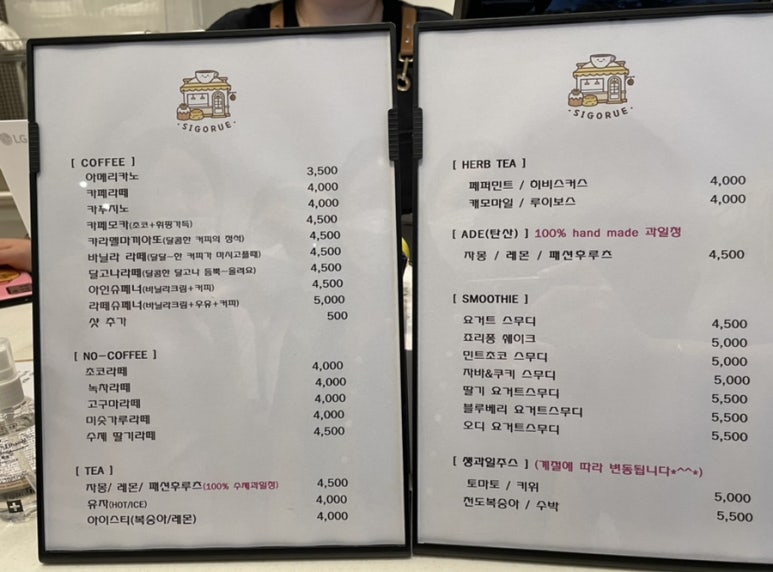 LG
SIGORUE
[ COFFEE ]
아메리카노 3,500
카페라떼 4,000
카푸치노 4,000
카페모카(초코+휘핑가득) 4,500
카라멜마끼아또(달콤한 커피의 정석) 4,500
바닐라 라떼(달달~한 커피가 마시고플때) 4,500
달고나라떼(달콤한 달고나 듬뿍~올려요) 4,500
아인슈페너(바닐라크림+커피) 4,500
라떼슈페너(바닐라크림+우유+커피) 5,000
샷 추가 500
[ NO-COFFEE ]
초코라떼 4,000
녹차라떼 4,000
고구마라떼 4,000
미숫가루라떼 4,000
수제 딸기라떼 4,500
[ TEA ]
자몽/ 레몬/ 패션후루츠(100% 수제과일청) 4,500
유자(HOT/ICE) 4,000
아이스티(복숭아/레몬) 4,000
SIGORUE
[ HERB TEA ]
페퍼민트 / 히비스커스 4,000
캐모마일 / 루이보스 4,000
[ ADE(탄산) ] 100% hand made 과일청
자몽 / 레몬 / 패션후루츠 4,500
[ SMOOTHIE ]
요거트 스무디 4,500
죠리퐁 쉐이크 5,000
민트초코 스무디 5,000
자바&쿠키 스무디 5,000
딸기 요거트스무디 5,500
블루베리 요거트스무디 5,500
오디 요거트스무디 5,500
[ 생과일주스 ] (계절에 따라 변동됩니다*^^*)
토마토 / 키위 5,000
천도복숭아 / 수박 5,500